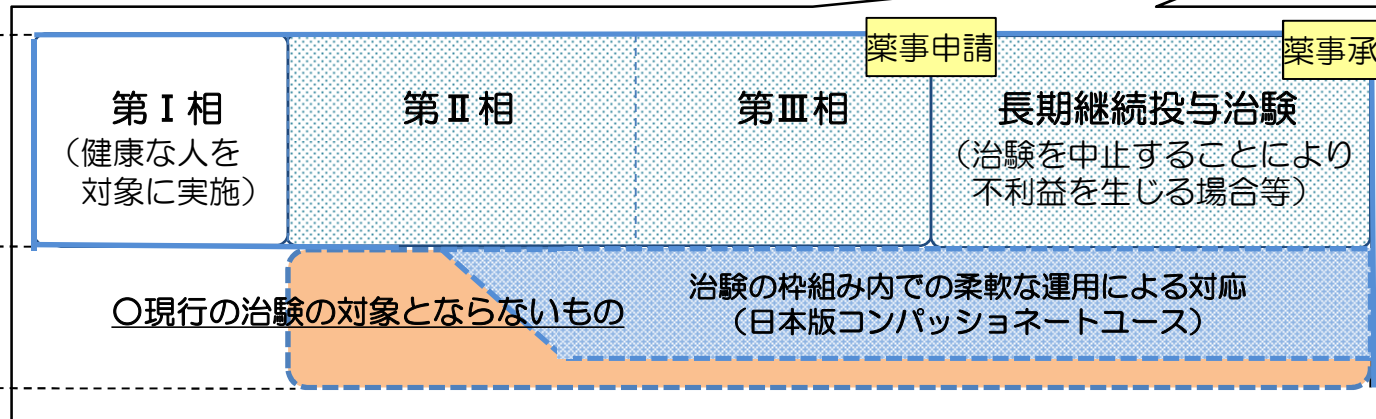 薬事申請
薬事承
第Ⅰ相
（健康な人を
対象に実施）
第Ⅱ相
第Ⅲ相
長期継続投与治験
（治験を中止することにより
不利益を生じる場合等）
〇現行の治験の対象とならないもの
治験の枠組み内での柔軟な運用による対応
（日本版コンパッショネートユース）